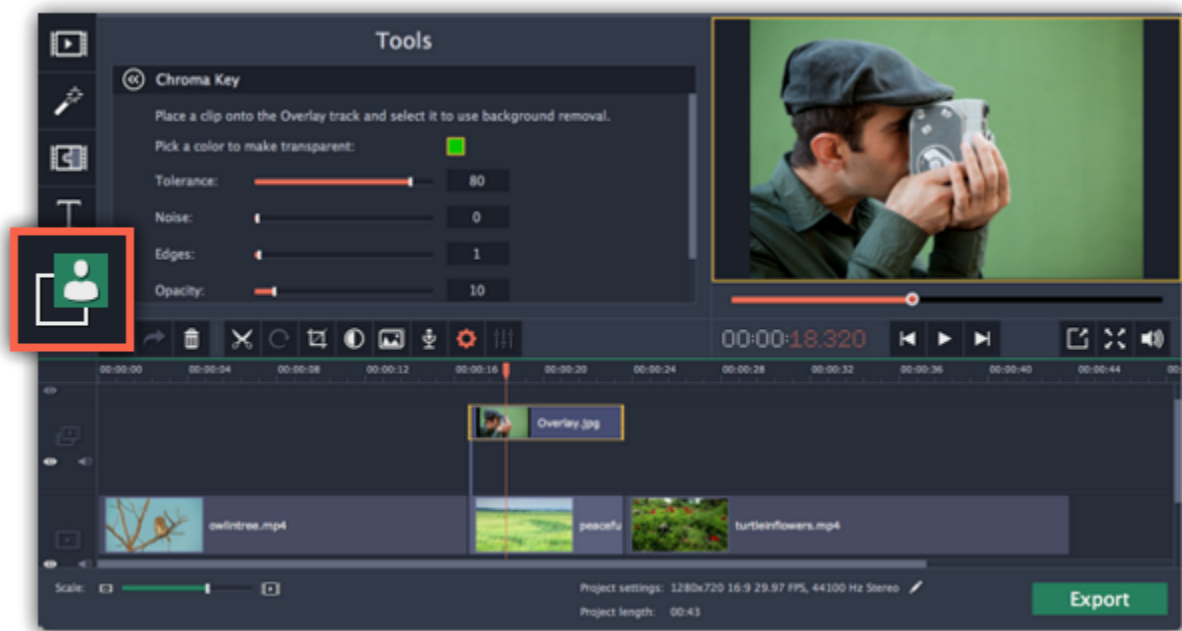 Tools
Chroma Key
Place a clip onto the Overlay track and select it to use background removal.
Pick a color to make transparent:
Tolerance: 80
Noise: 0
Edges: 1
Opacity: 10
00:00:18.320
00:00:00 00:00:04 00:00:08 00:00:12 00:00:16 00:00:20 00:00:24 00:00:28 00:00:32 00:00:36 00:00:40 00:00:44 00:
Overlay.jpg
owlintree.mp4 peacefu turtleinflowers.mp4
Scale: Project settings: 1280x720 16:9 29.97 FPS, 44100 Hz Stereo
Project length: 00:43
Export